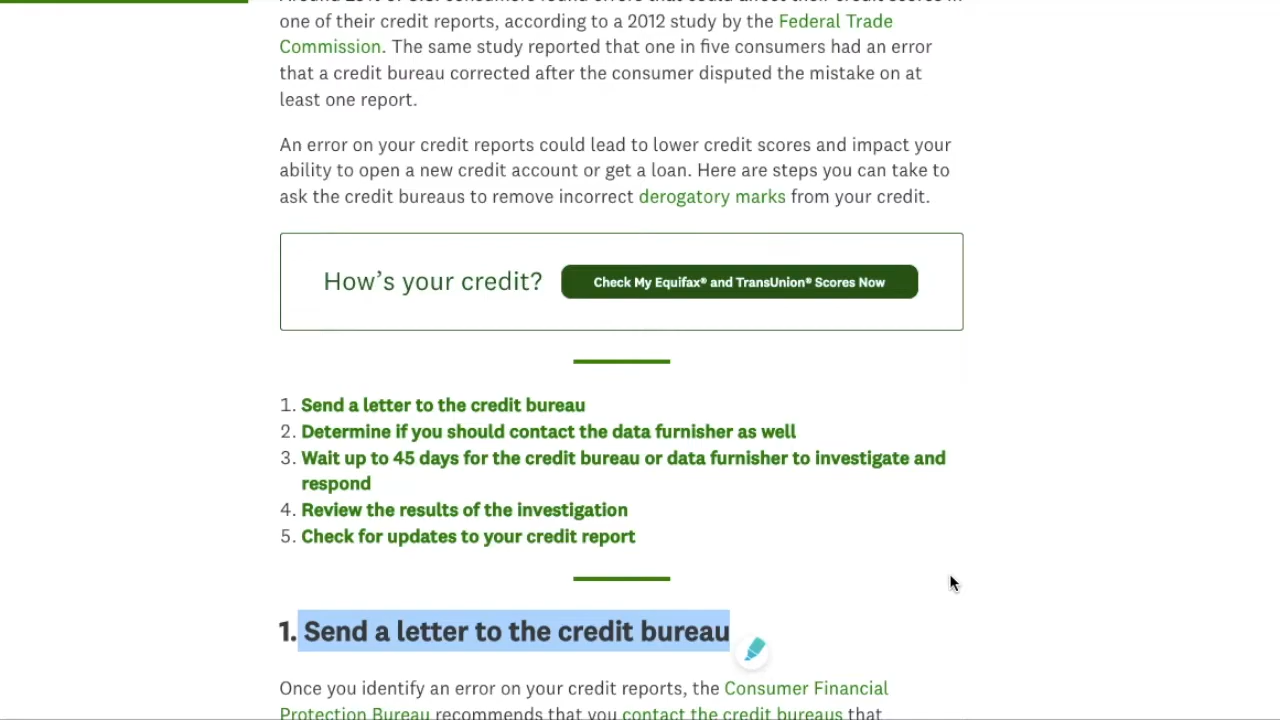 one of their credit reports, according to a 2012 study by the Federal Trade
Commission. The same study reported that one in five consumers had an error
that a credit bureau corrected after the consumer disputed the mistake on at
least one report.
An error on your credit reports could lead to lower credit scores and impact your
ability to open a new credit account or get a loan. Here are steps you can take to
ask the credit bureaus to remove incorrect derogatory marks from your credit.
How’s your credit? Check My Equifax® and TransUnion® Scores Now
1. Send a letter to the credit bureau
2. Determine if you should contact the data furnisher as well
3. Wait up to 45 days for the credit bureau or data furnisher to investigate and
respond
4. Review the results of the investigation
5. Check for updates to your credit report
1. Send a letter to the credit bureau
Once you identify an error on your credit reports, the Consumer Financial
Protection Bureau recommends that you contact the credit bureaus that